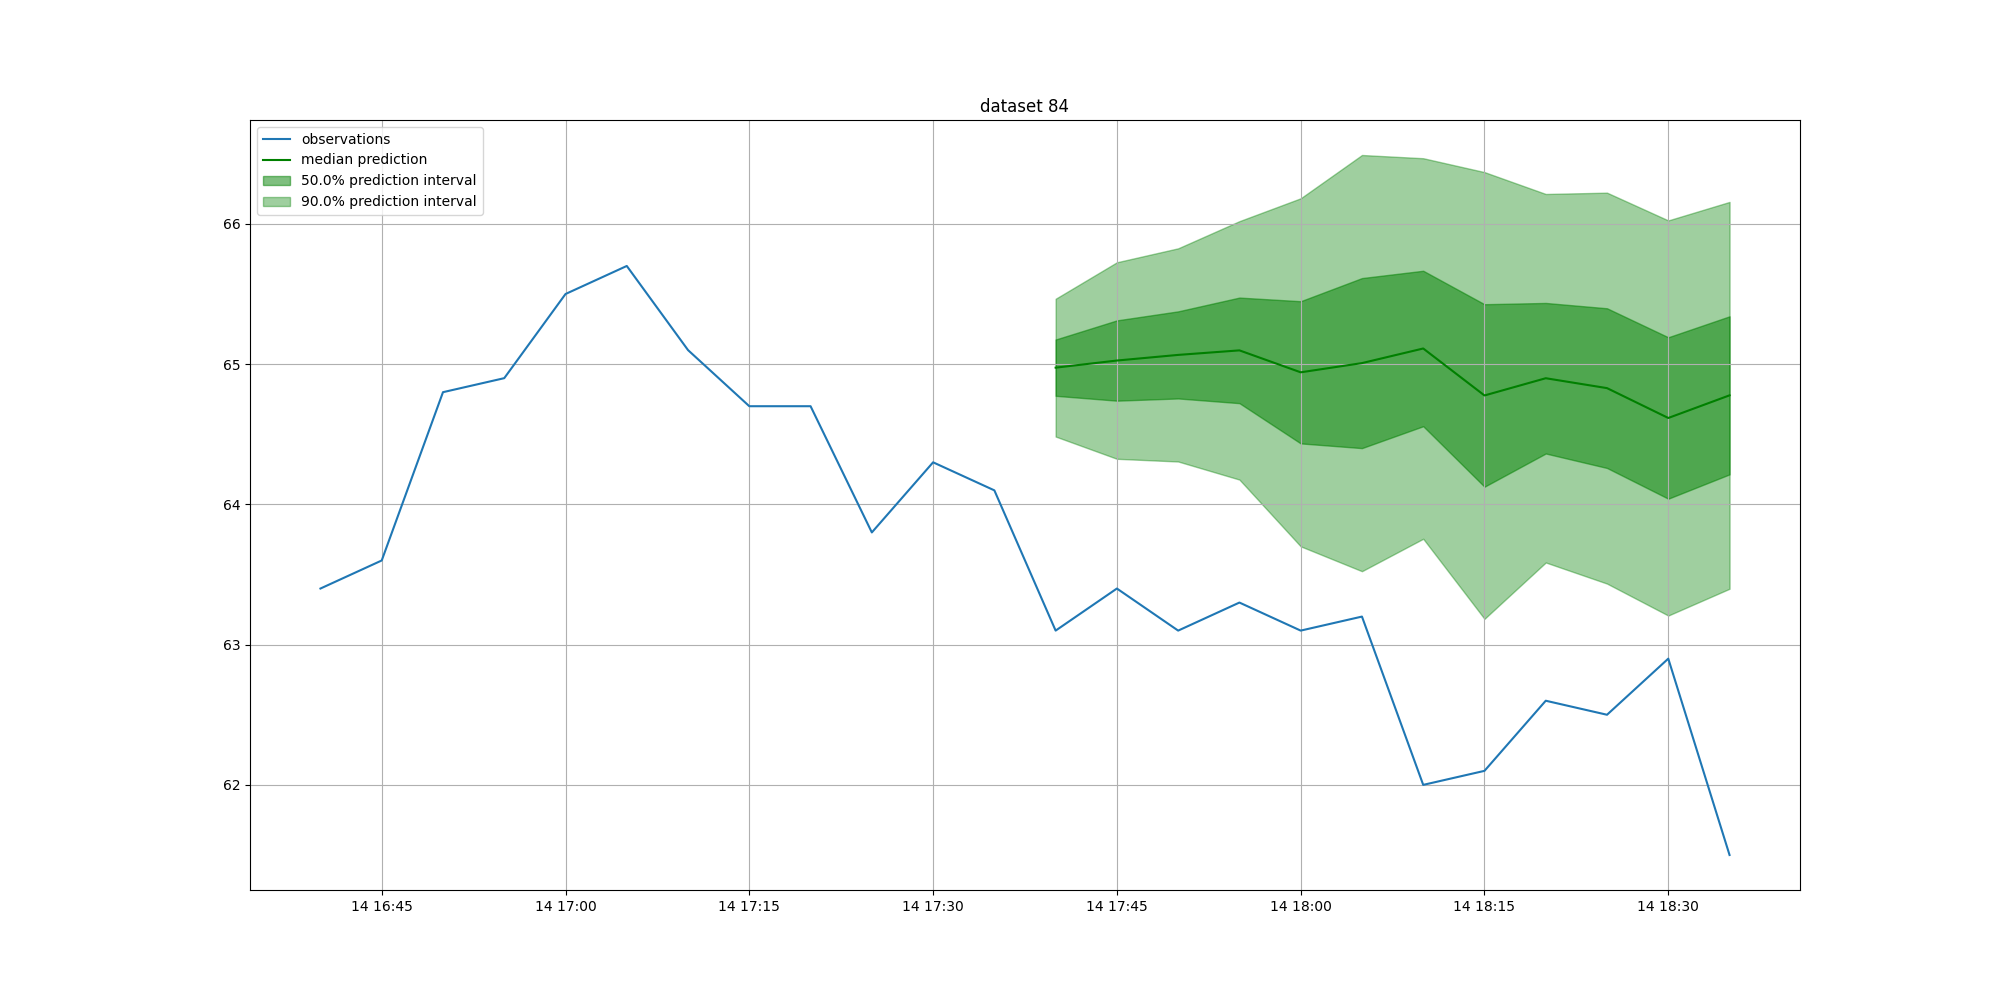 dataset 84
observations
median prediction
50.0% prediction interval
90.0% prediction interval
66
65
64
63
62
14 16:45
14 17:00
14 17:15
14 17:30
14 17:45
14 18:00
14 18:15
14 18:30